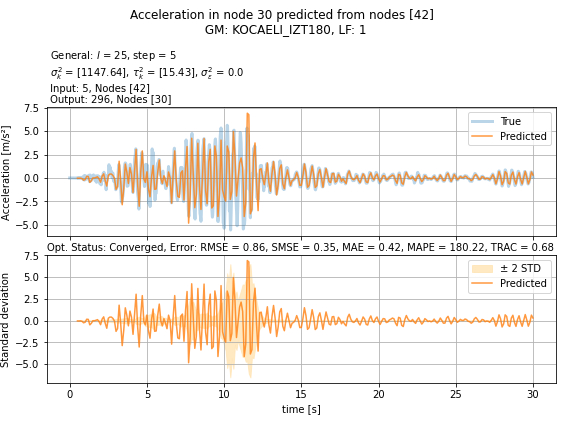 Acceleration in node 30 predicted from nodes [42]
GM: KOCAELI_IZT180, LF: 1
General: l = 25, step = 5
σ²_k = [1147.64], τ²_k = [15.43], σ²_ε = 0.0
Input: 5, Nodes [42]
Output: 296, Nodes [30]
7.5
5.0
2.5
0.0
−2.5
−5.0
Acceleration [m/s²]
True
Predicted
Opt. Status: Converged, Error: RMSE = 0.86, SMSE = 0.35, MAE = 0.42, MAPE = 180.22, TRAC = 0.68
7.5
5.0
2.5
0.0
−2.5
−5.0
Standard deviation
± 2 STD
Predicted
0 5 10 15 20 25 30
time [s]